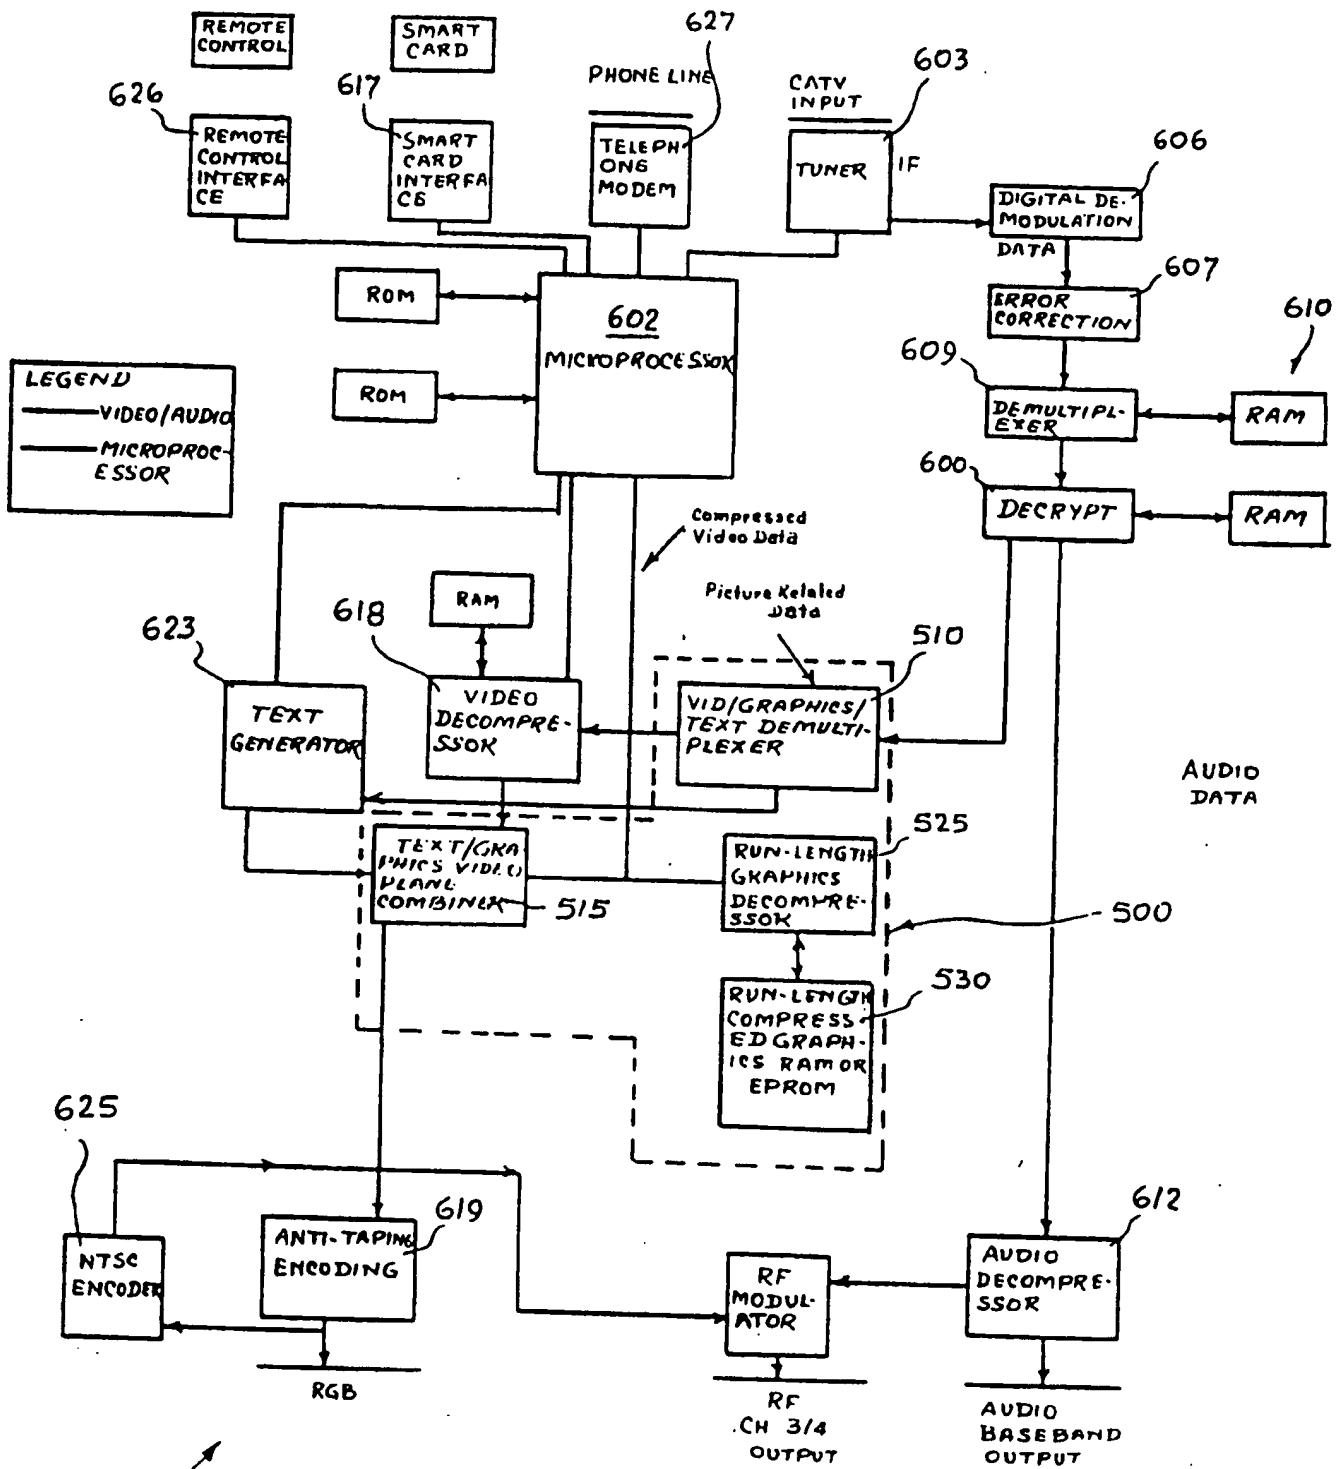 REMOTE
CONTROL
SMART
CARD
627
603
PHONE LINE
CATV
INPUT
626
617
606
REMOTE
CONTROL
INTERFA
CE
SMART
CARD
INTERFA
CE
TELEPH
ONE
MODEM
TUNER
IF
DIGITAL DE-
MODULATION
DATA
607
ROM
602
MICROPROCESSOR
ERROR
CORRECTION
610
609
LEGEND
VIDEO/AUDIO
MICROPROC-
ESSOR
ROM
DEMULTIPL-
EXER
RAM
600
DECRYPT
RAM
Compressed
Video Data
RAM
Picture Related
Data
618
623
510
TEXT
GENERATOR
VIDEO
DECOMPRE-
SSOR
VID/GRAPHICS/
TEXT DEMULTI-
PLEXER
AUDIO
DATA
525
TEXT/GRA
PHICS VIDEO
PLANE
COMBINER
515
RUN-LENGTH
GRAPHICS
DECOMPRE-
SSOR
500
530
RUN-LENGTH
COMPRESS
ED GRAPH-
ICS RAM OR
EPROM
625
619
612
NTSC
ENCODER
ANTI-TAPING
ENCODING
RF
MODUL-
ATOR
AUDIO
DECOMPRE-
SSOR
RGB
RF
CH 3/4
OUTPUT
AUDIO
BASEBAND
OUTPUT